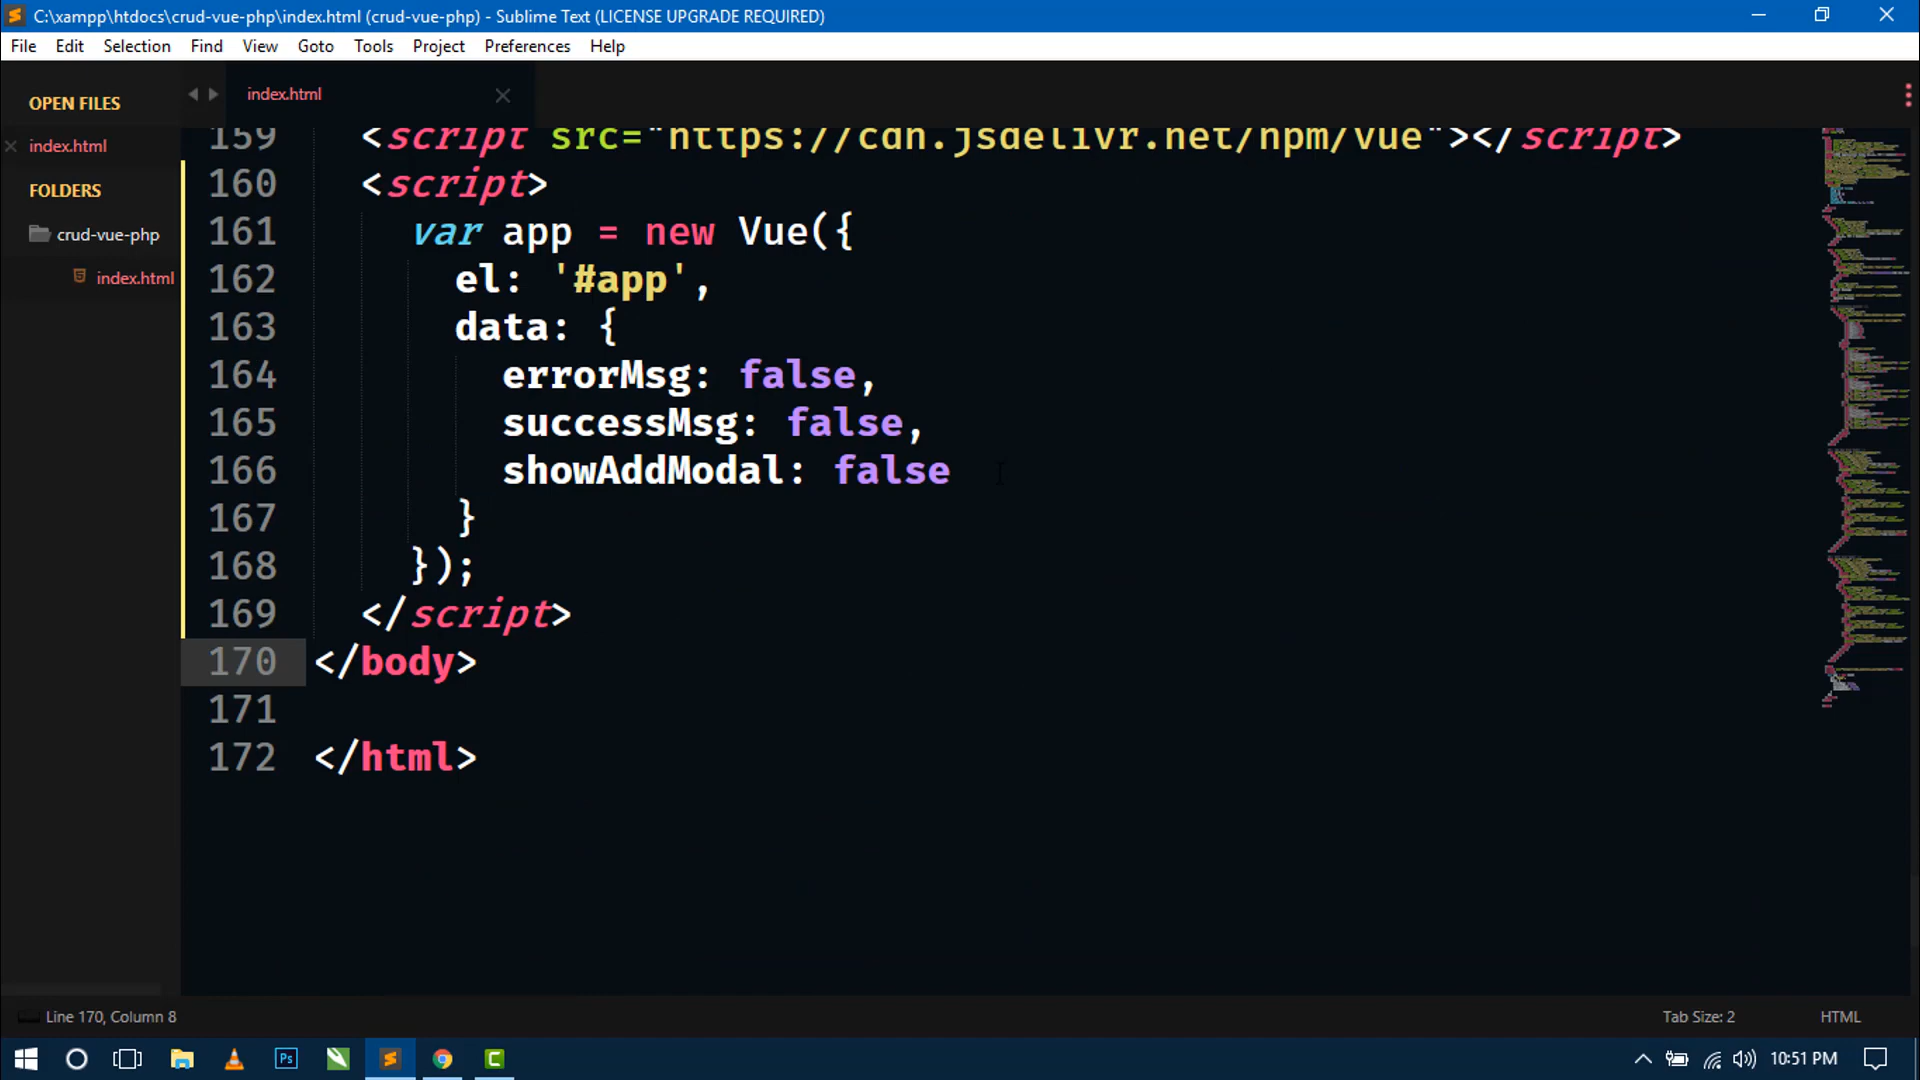 C:\xampp\htdocs\crud-vue-php\index.html (crud-vue-php) - Sublime Text (LICENSE UPGRADE REQUIRED)
File Edit Selection Find View Goto Tools Project Preferences Help
OPEN FILES
index.html
FOLDERS
crud-vue-php
index.html
index.html
159 <script src="https://cdn.jsdelivr.net/npm/vue"></script>
160 <script>
161 var app = new Vue({
162 el: '#app',
163 data: {
164 errorMsg: false,
165 successMsg: false,
166 showAddModal: false
167 }
168 });
169 </script>
170 </body>
171
172 </html>
Line 170, Column 8
Tab Size: 2
HTML
Ps
10:51 PM